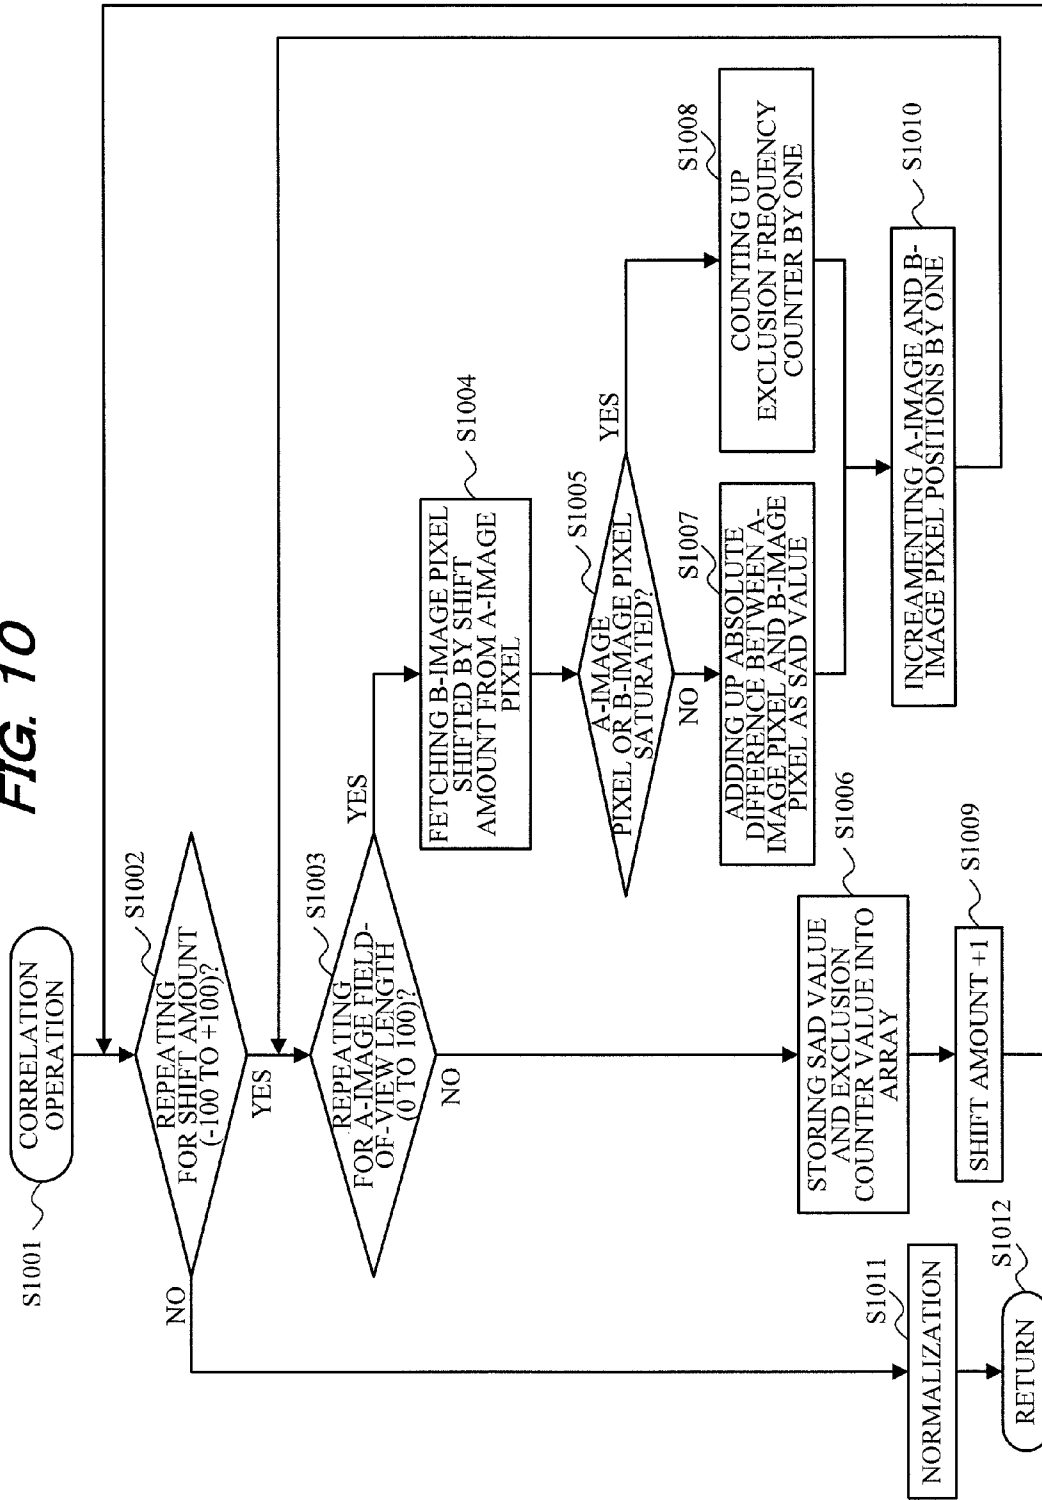 FIG. 10
S1001
CORRELATION
OPERATION
S1002
REPEATING
FOR SHIFT AMOUNT
(-100 TO +100)?
NO
YES
S1003
REPEATING
FOR A-IMAGE FIELD-
OF-VIEW LENGTH
(0 TO 100)?
YES
NO
S1004
FETCHING B-IMAGE PIXEL
SHIFTED BY SHIFT
AMOUNT FROM A-IMAGE
PIXEL
S1005
A-IMAGE
PIXEL OR B-IMAGE PIXEL
SATURATED?
YES
NO
S1007
ADDING UP ABSOLUTE
DIFFERENCE BETWEEN A-
IMAGE PIXEL AND B-IMAGE
PIXEL AS SAD VALUE
S1008
COUNTING UP
EXCLUSION FREQUENCY
COUNTER BY ONE
S1010
INCREAMENTING A-IMAGE AND B-
IMAGE PIXEL POSITIONS BY ONE
S1006
STORING SAD VALUE
AND EXCLUSION
COUNTER VALUE INTO
ARRAY
S1009
SHIFT AMOUNT +1
S1011
NORMALIZATION
S1012
RETURN